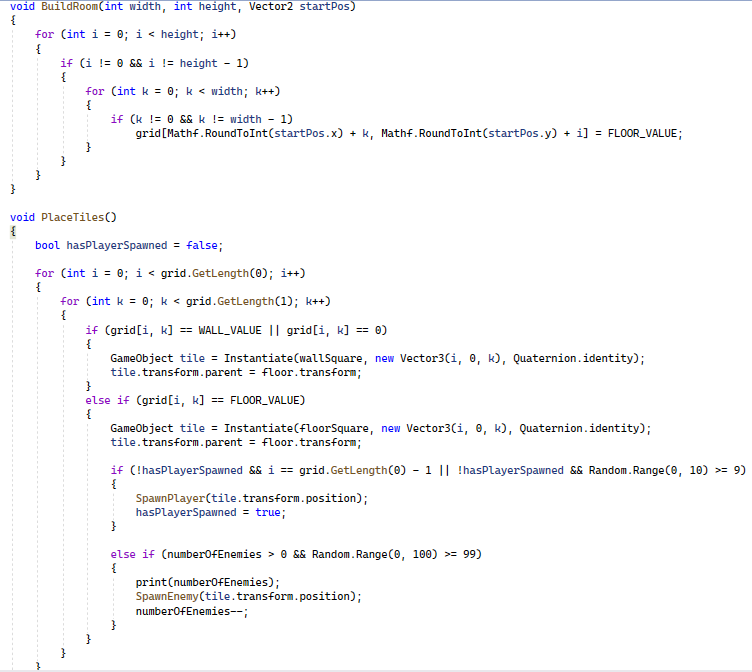 void BuildRoom(int width, int height, Vector2 startPos)
{
    for (int i = 0; i < height; i++)
    {
        if (i != 0 && i != height - 1)
        {
            for (int k = 0; k < width; k++)
            {
                if (k != 0 && k != width - 1)
                    grid[Mathf.RoundToInt(startPos.x) + k, Mathf.RoundToInt(startPos.y) + i] = FLOOR_VALUE;
            }
        }
    }
}

void PlaceTiles()
{
    bool hasPlayerSpawned = false;

    for (int i = 0; i < grid.GetLength(0); i++)
    {
        for (int k = 0; k < grid.GetLength(1); k++)
        {
            if (grid[i, k] == WALL_VALUE || grid[i, k] == 0)
            {
                GameObject tile = Instantiate(wallSquare, new Vector3(i, 0, k), Quaternion.identity);
                tile.transform.parent = floor.transform;
            }
            else if (grid[i, k] == FLOOR_VALUE)
            {
                GameObject tile = Instantiate(floorSquare, new Vector3(i, 0, k), Quaternion.identity);
                tile.transform.parent = floor.transform;

                if (!hasPlayerSpawned && i == grid.GetLength(0) - 1 || !hasPlayerSpawned && Random.Range(0, 10) >= 9)
                {
                    SpawnPlayer(tile.transform.position);
                    hasPlayerSpawned = true;
                }

                else if (numberOfEnemies > 0 && Random.Range(0, 100) >= 99)
                {
                    print(numberOfEnemies);
                    SpawnEnemy(tile.transform.position);
                    numberOfEnemies--;
                }
            }
        }
    }